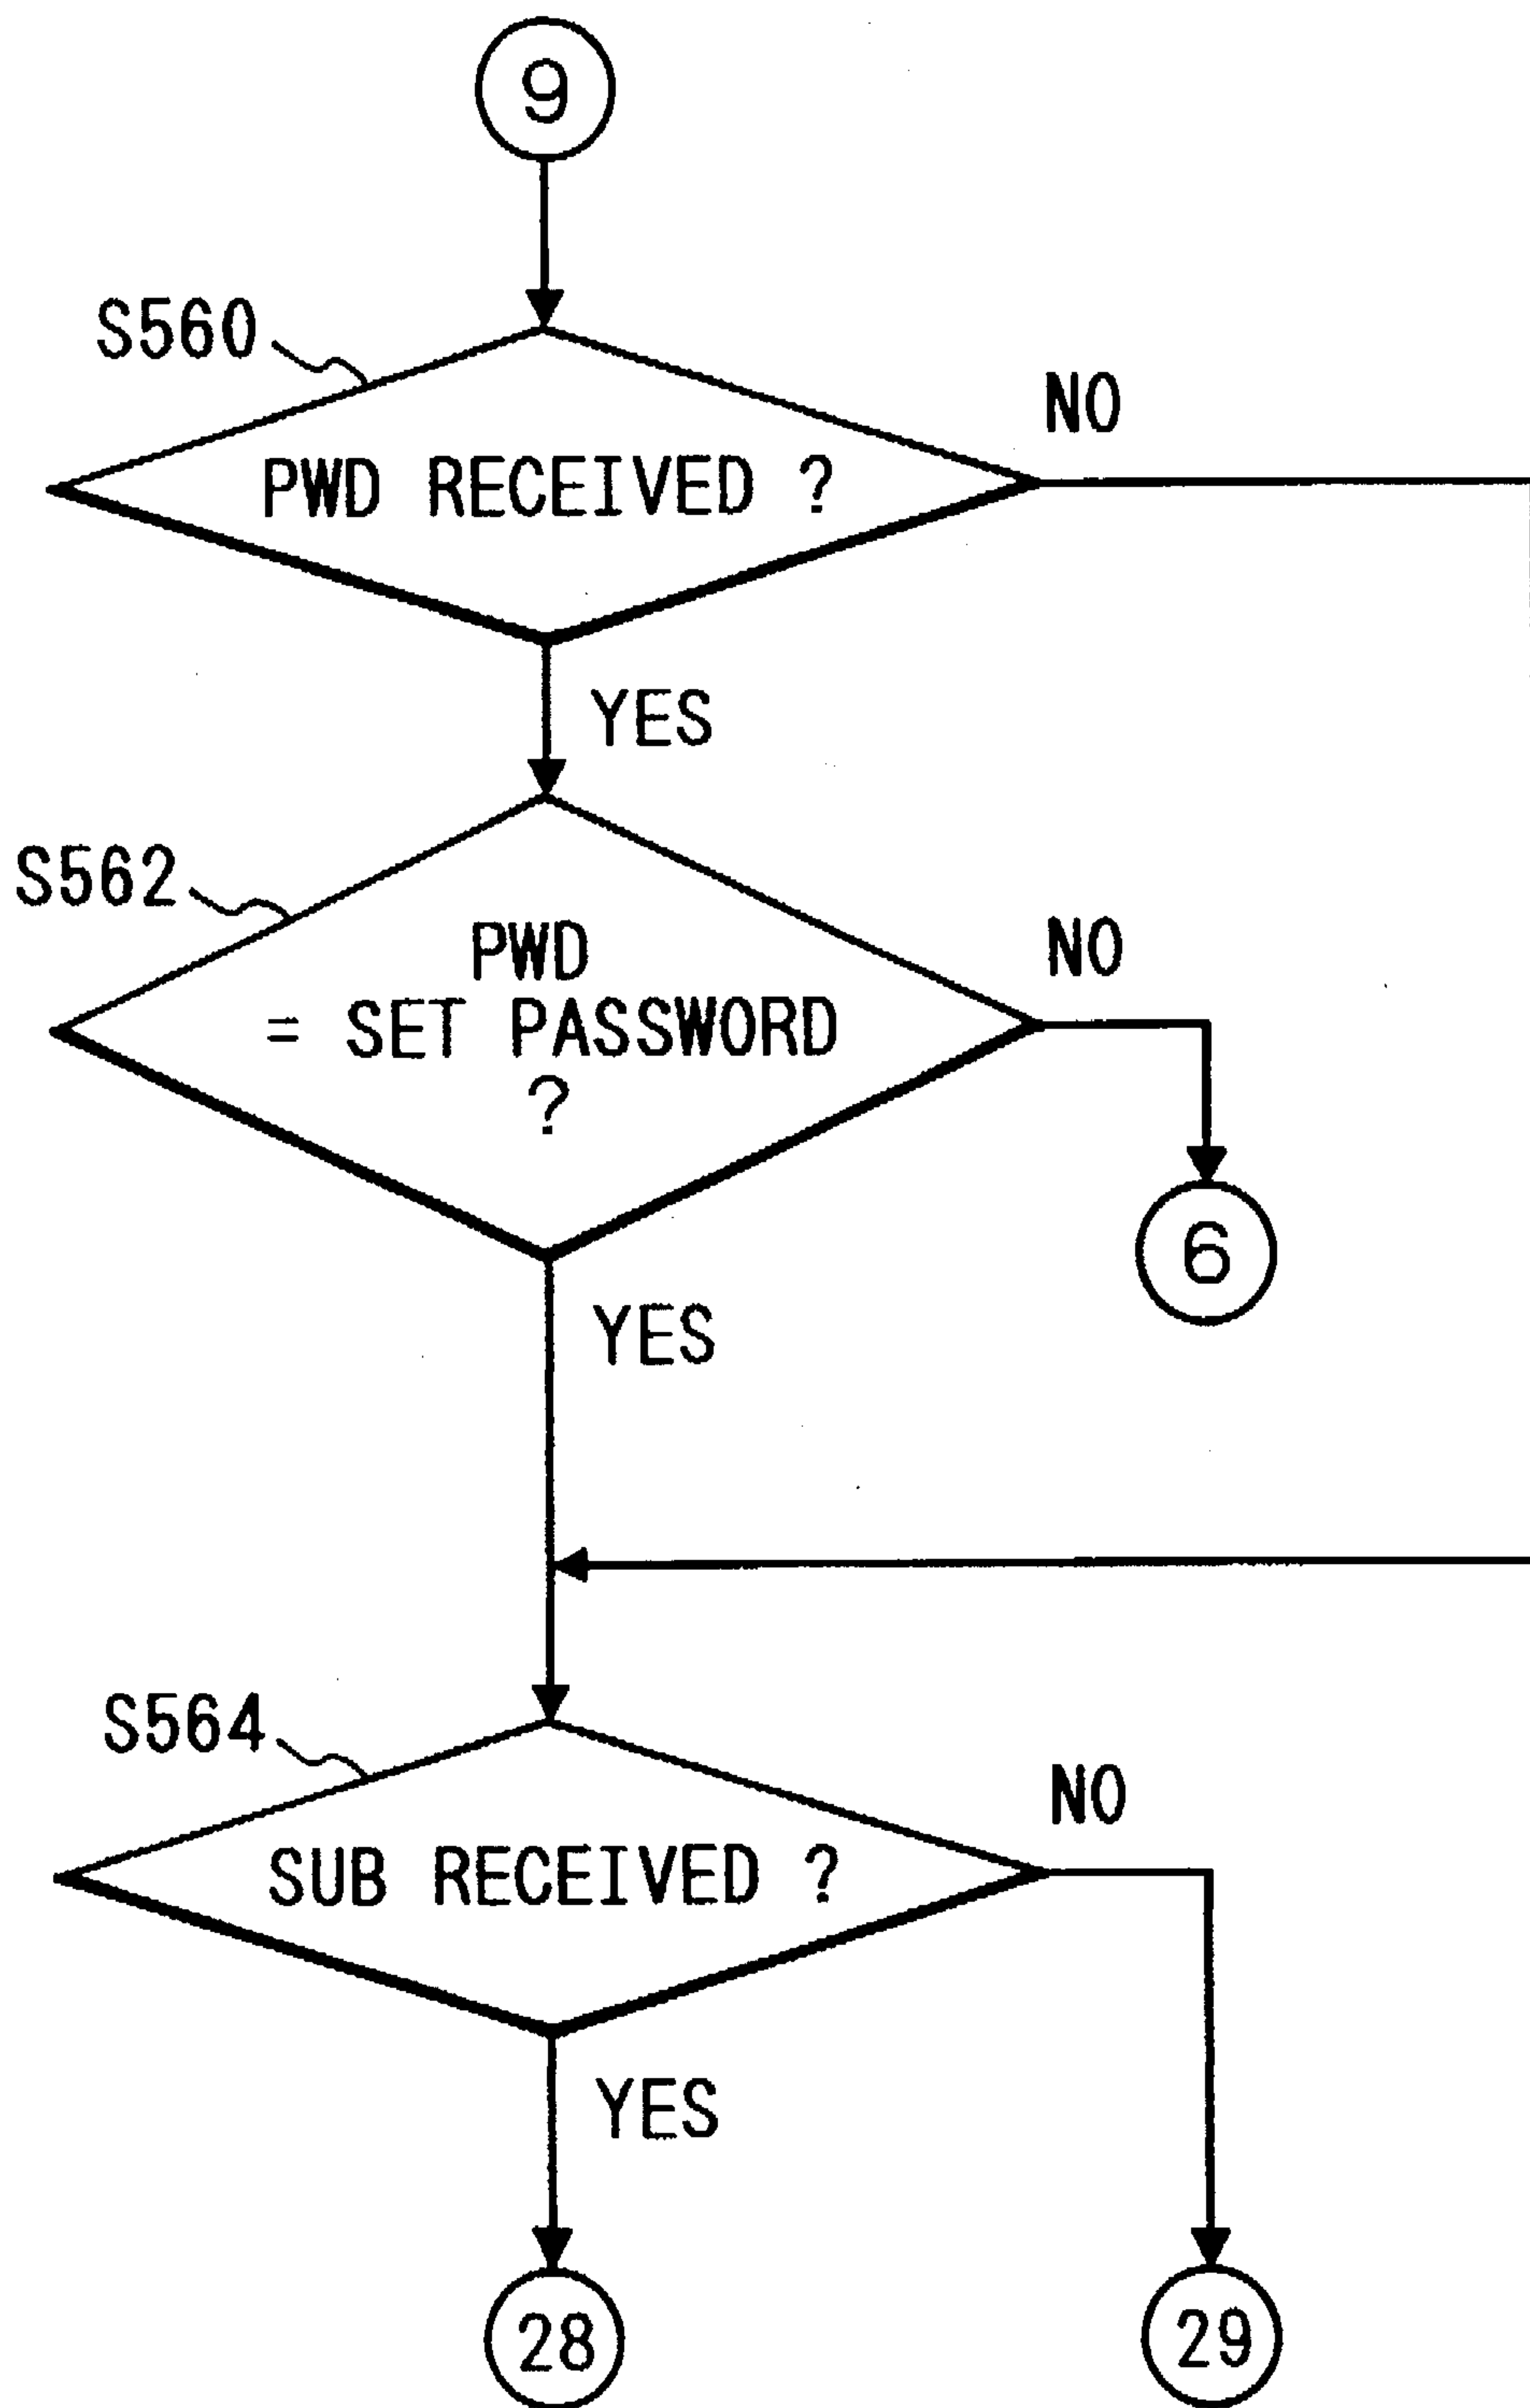 9
S560
NO
PWD RECEIVED ?
YES
S562
NO
PWD
= SET PASSWORD
?
6
YES
S564
NO
SUB RECEIVED ?
YES
28
29